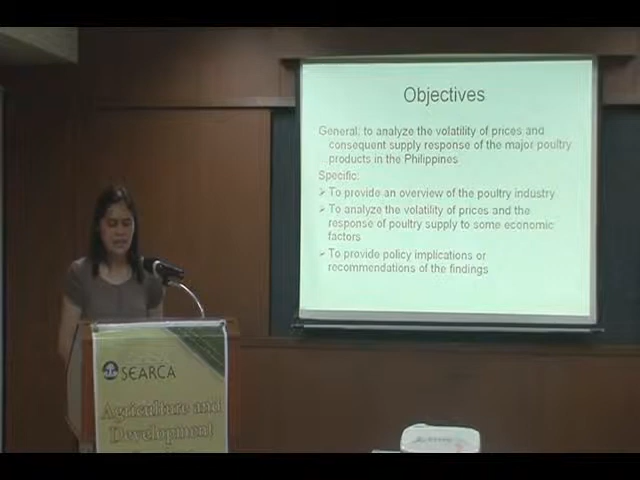 Objectives
General: to analyze the volatility of prices and
consequent supply response of the major poultry
products in the Philippines
Specific:
➢ To provide an overview of the poultry industry
➢ To analyze the volatility of prices and the
response of poultry supply to some economic
factors
➢ To provide policy implications or
recommendations of the findings
SEARCA
Agriculture and
Development